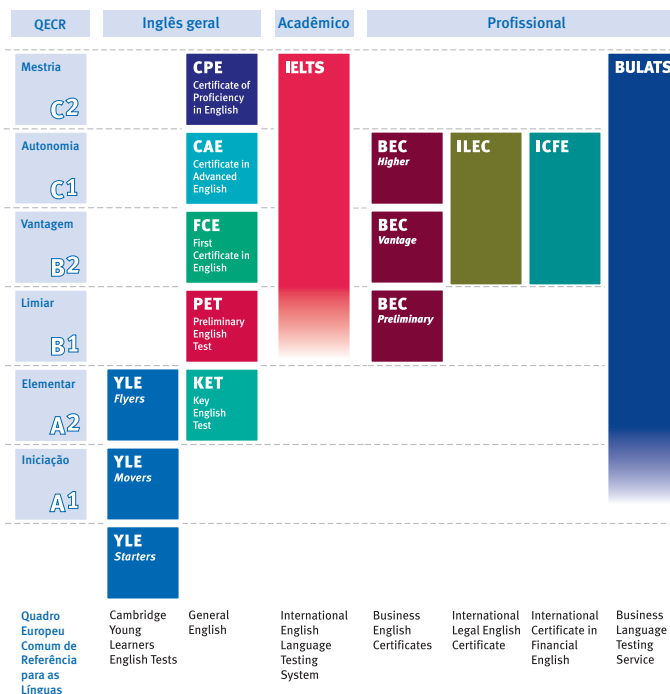 QECR
Inglês geral
Acadêmico
Profissional
Mestria
C2
CPE
Certificate of
Proficiency
in English
IELTS
BULATS
Autonomia
C1
CAE
Certificate in
Advanced
English
BEC
Higher
ILEC
ICFE
Vantagem
B2
FCE
First
Certificate in
English
BEC
Vantage
Limiar
B1
PET
Preliminary
English
Test
BEC
Preliminary
Elementar
A2
YLE
Flyers
KET
Key
English
Test
Iniciação
A1
YLE
Movers
YLE
Starters
Quadro
Europeu
Comum de
Referência
para as
Línguas
Cambridge
Young
Learners
English Tests
General
English
International
English
Language
Testing
System
Business
English
Certificates
International
Legal English
Certificate
International
Certificate in
Financial
English
Business
Language
Testing
Service